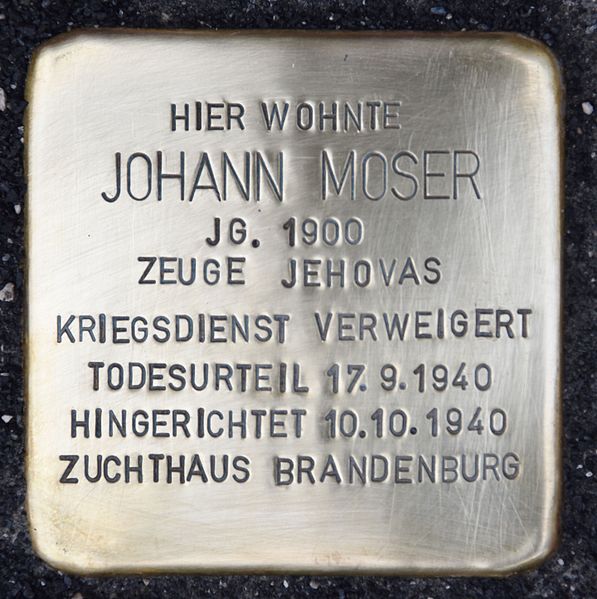 HIER WOHNTE
JOHANN MOSER
JG. 1900
ZEUGE JEHOVAS
KRIEGSDIENST VERWEIGERT
TODESURTEIL 17. 9. 1940
HINGERICHTET 10.10.1940
ZUCHTHAUS BRANDENBURG